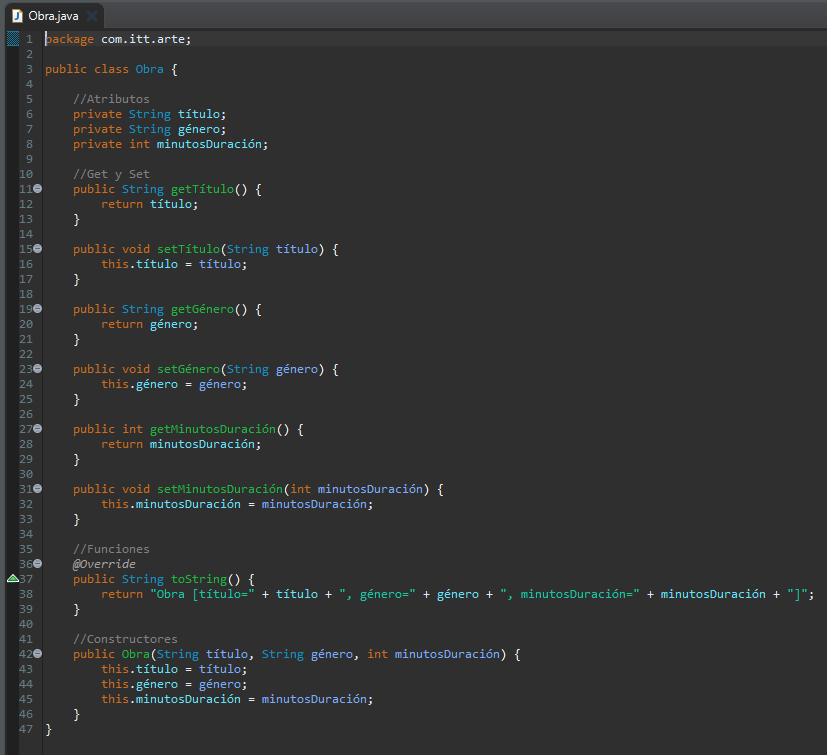 Obra.java
1 package com.itt.arte;
2
3 public class Obra {
4
5     //Atributos
6     private String título;
7     private String género;
8     private int minutosDuración;
9
10     //Get y Set
11     public String getTítulo() {
12         return título;
13     }
14
15     public void setTítulo(String título) {
16         this.título = título;
17     }
18
19     public String getGénero() {
20         return género;
21     }
22
23     public void setGénero(String género) {
24         this.género = género;
25     }
26
27     public int getMinutosDuración() {
28         return minutosDuración;
29     }
30
31     public void setMinutosDuración(int minutosDuración) {
32         this.minutosDuración = minutosDuración;
33     }
34
35     //Funciones
36     @Override
37     public String toString() {
38         return "Obra [título=" + título + ", género=" + género + ", minutosDuración=" + minutosDuración + "]";
39     }
40
41     //Constructores
42     public Obra(String título, String género, int minutosDuración) {
43         this.título = título;
44         this.género = género;
45         this.minutosDuración = minutosDuración;
46     }
47 }